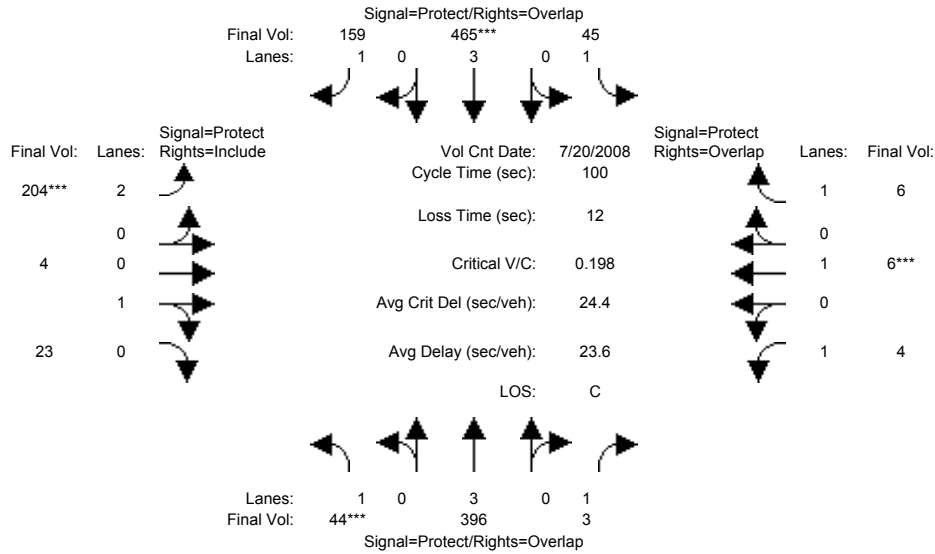 Signal=Protect/Rights=Overlap
Final Vol: 159 465*** 45
Lanes: 1 0 3 0 1
Signal=Protect
Final Vol: Lanes: Rights=Include
Vol Cnt Date: 7/20/2008
Signal=Protect
Rights=Overlap Lanes: Final Vol:
Cycle Time (sec): 100
204*** 2
1 6
Loss Time (sec): 12
0
0
4 0
Critical V/C: 0.198
1 6***
1
Avg Crit Del (sec/veh): 24.4
0
23 0
Avg Delay (sec/veh): 23.6
1 4
LOS: C
Lanes: 1 0 3 0 1
Final Vol: 44*** 396 3
Signal=Protect/Rights=Overlap